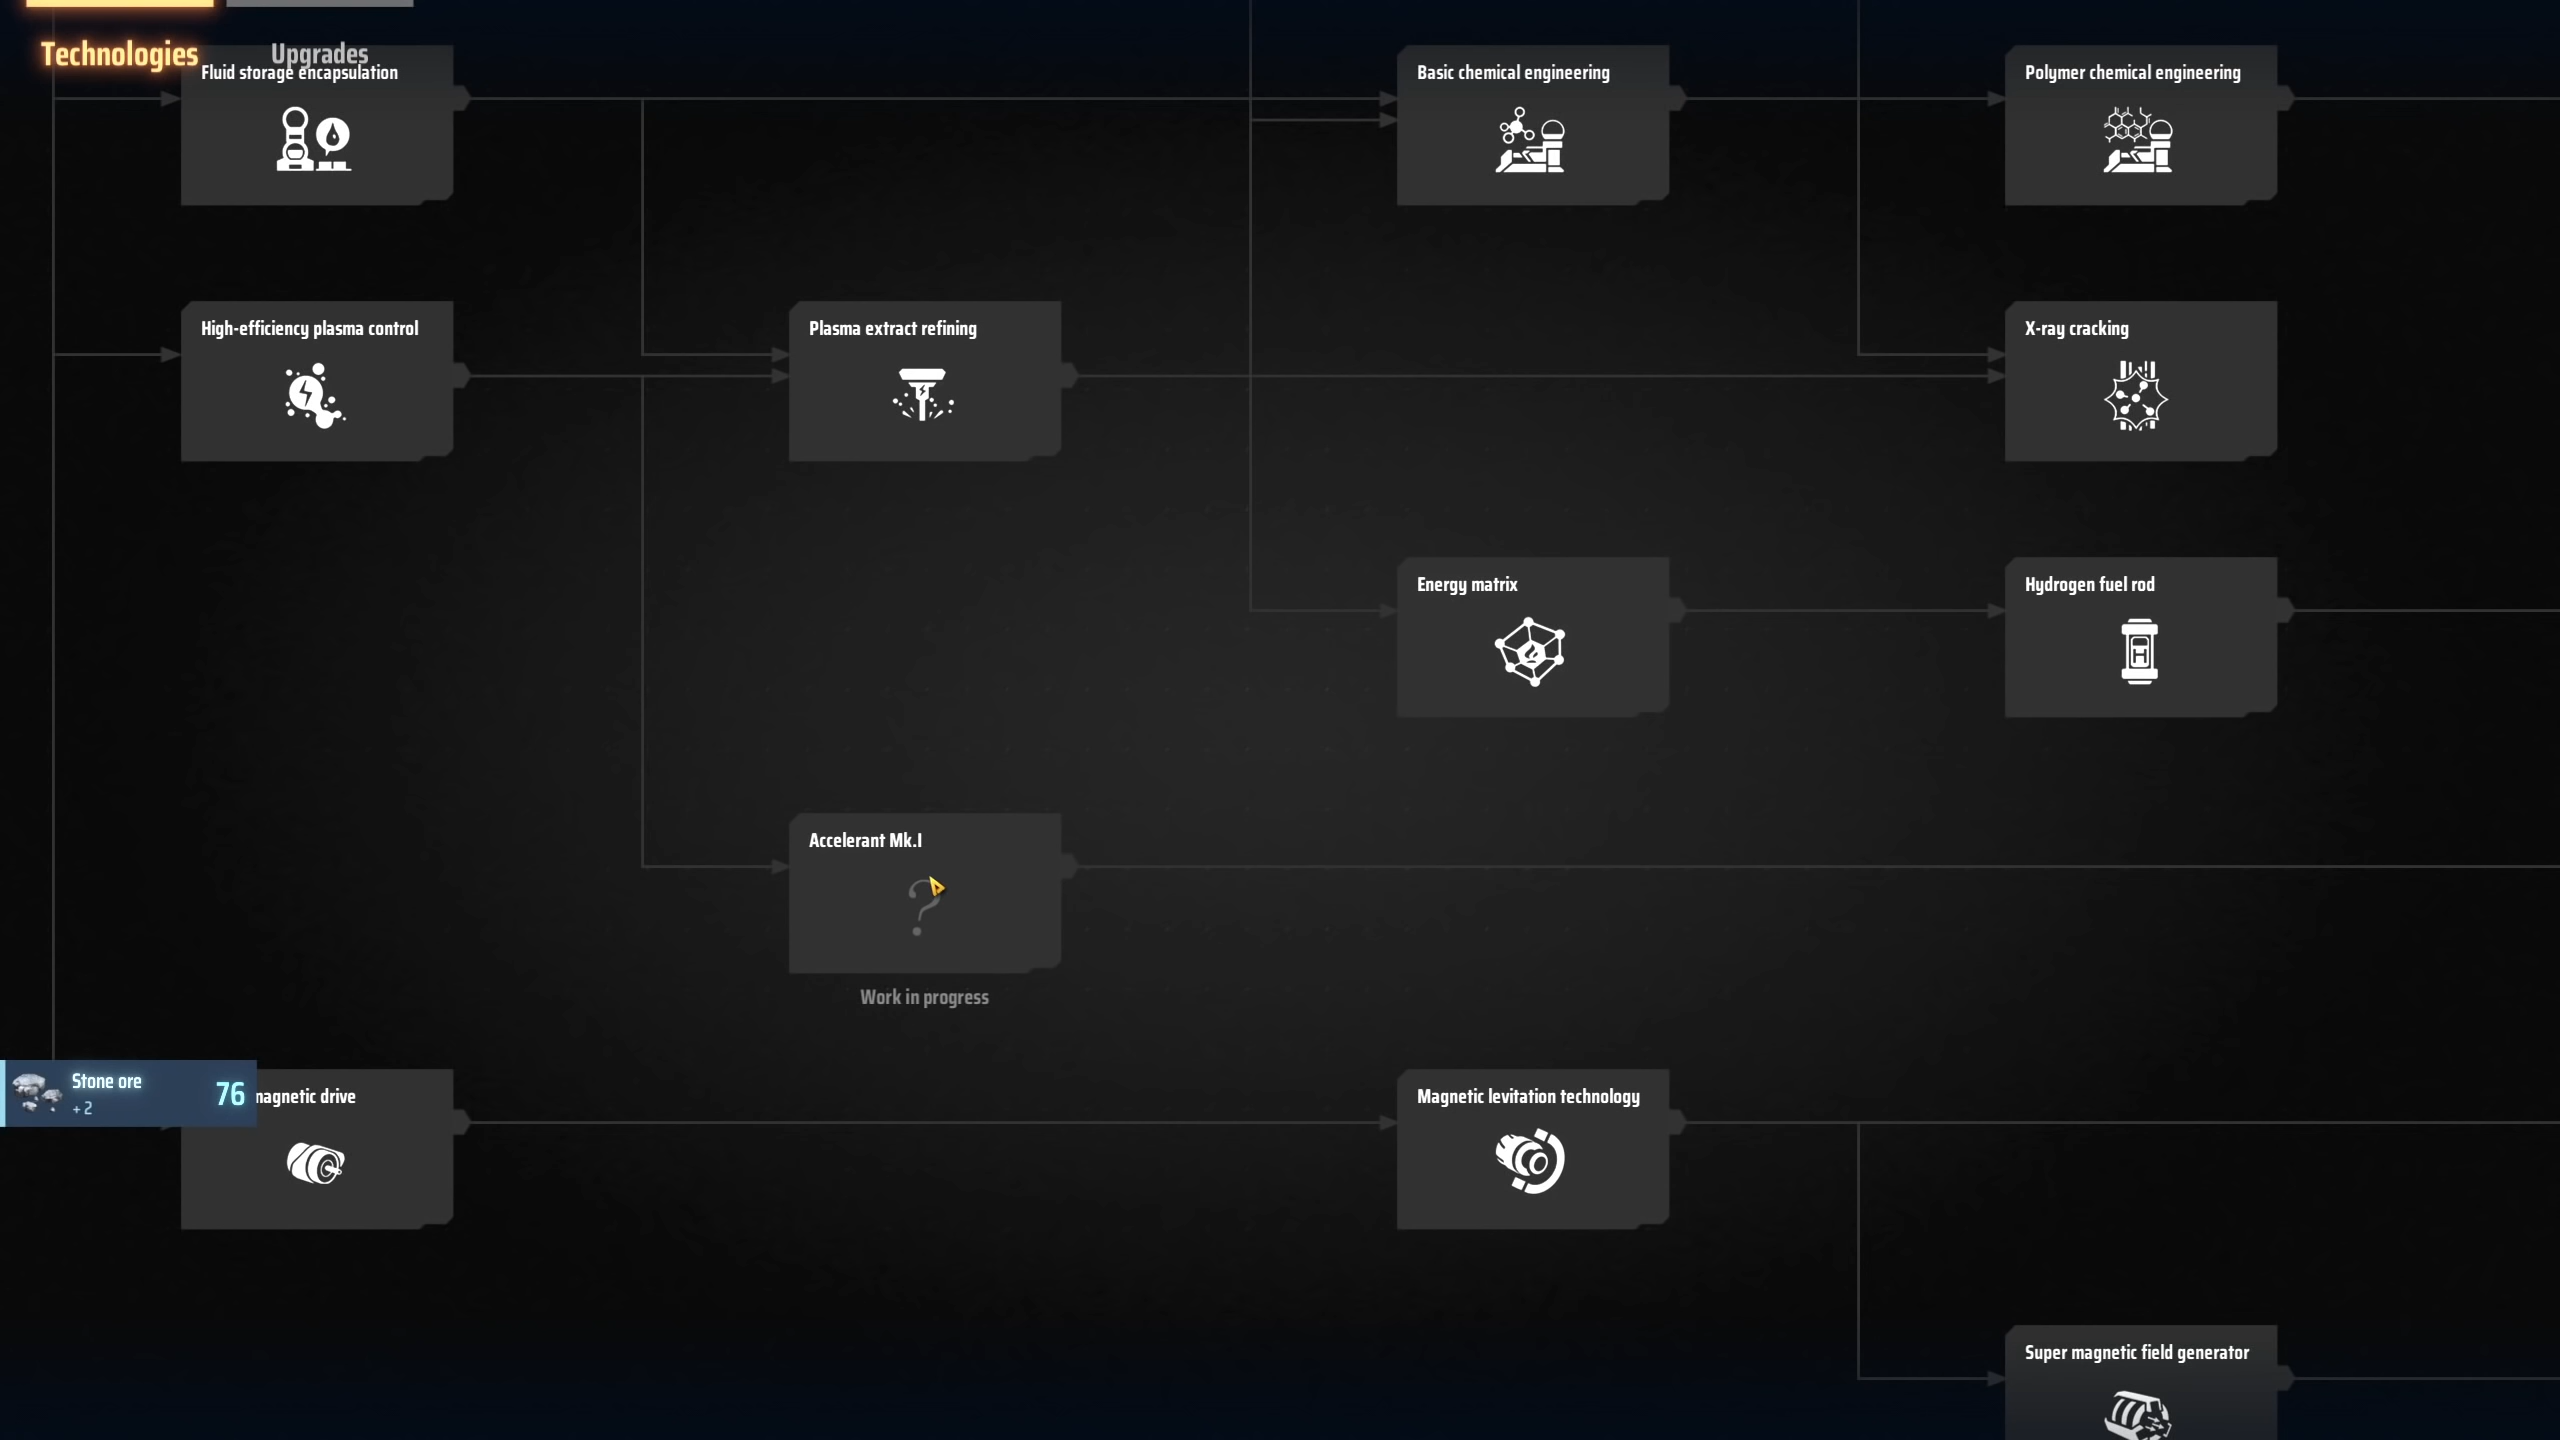 Technologies
Upgrades
Fluid storage encapsulation
Basic chemical engineering
Polymer chemical engineering
High-efficiency plasma control
Plasma extract refining
X-ray cracking
Energy matrix
Hydrogen fuel rod
H
Accelerant Mk.I
?
Work in progress
Stone ore
+2
76
magnetic drive
Magnetic levitation technology
Super magnetic field generator